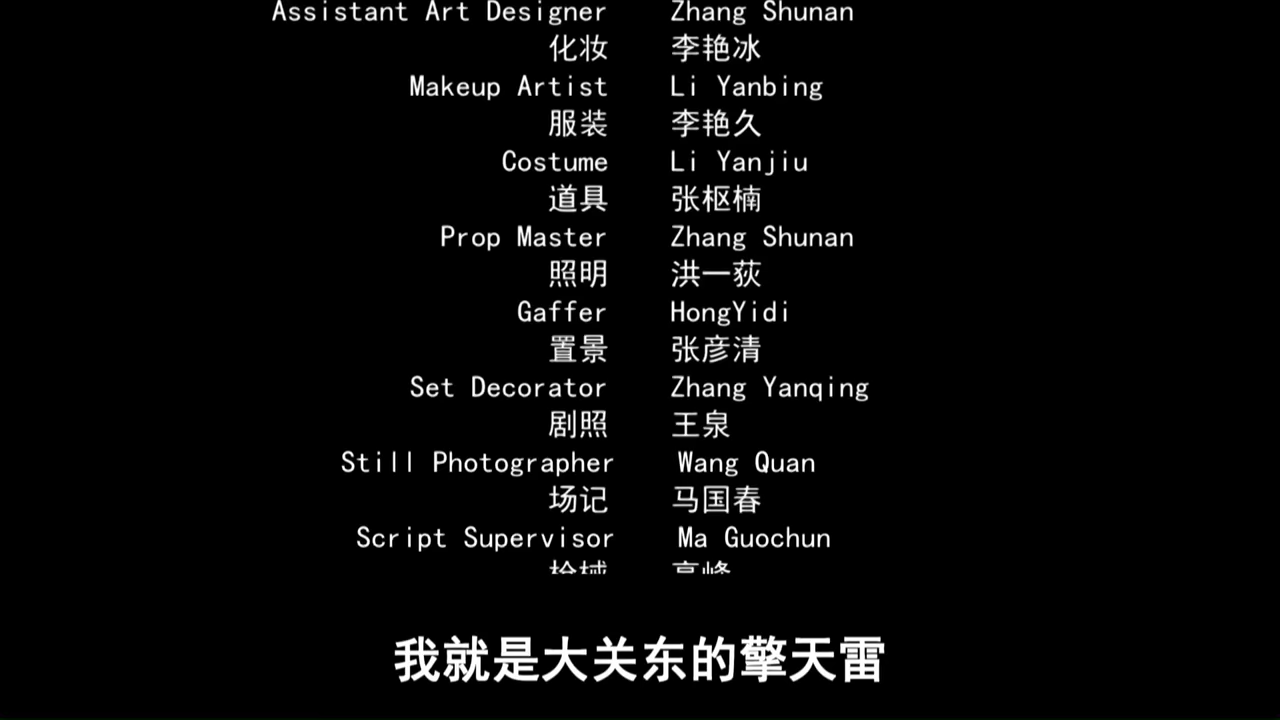 Assistant Art Designer Zhang Shunan
化妆 李艳冰
Makeup Artist Li Yanbing
服装 李艳久
Costume Li Yanjiu
道具 张枢楠
Prop Master Zhang Shunan
照明 洪一荻
Gaffer HongYidi
置景 张彦清
Set Decorator Zhang Yanqing
剧照 王泉
Still Photographer Wang Quan
场记 马国春
Script Supervisor Ma Guochun
我就是大关东的擎天雷